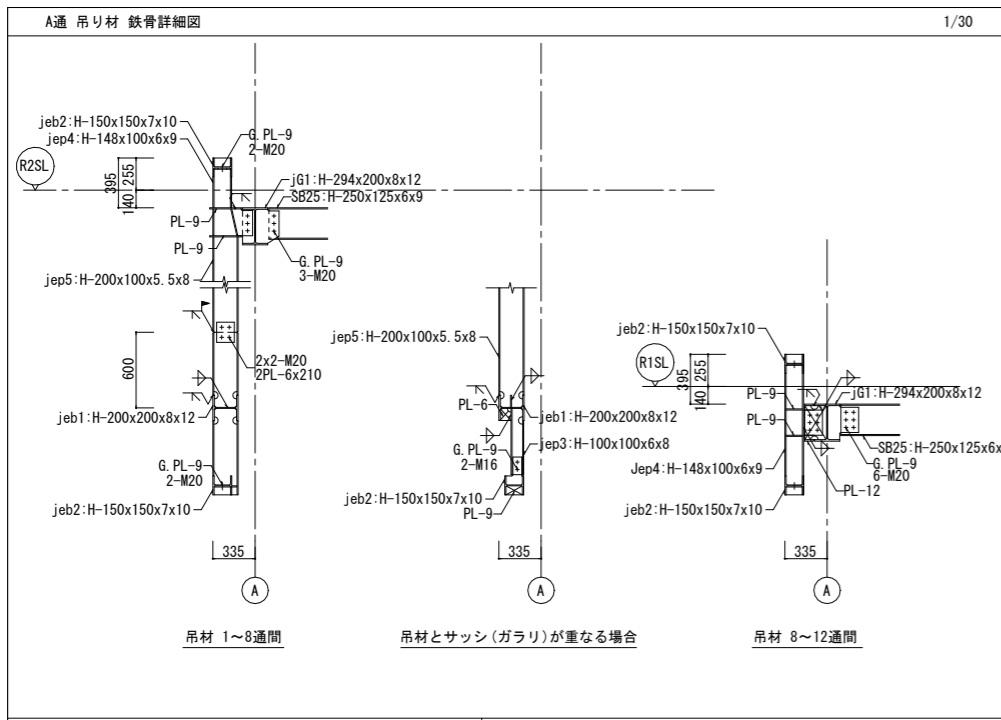 A通 吊り材 鉄骨詳細図
1/30
jeb2:H-150x150x7x10
jep4:H-148x100x6x9
G.PL-9
2-M20
R2SL
395
255
140
jG1:H-294x200x8x12
SB25:H-250x125x6x9
PL-9
PL-9
G.PL-9
3-M20
jep5:H-200x100x5.5x8
600
2x2-M20
2PL-6x210
jeb1:H-200x200x8x12
G.PL-9
2-M20
jeb2:H-150x150x7x10
335
A
吊材 1～8通間
jep5:H-200x100x5.5x8
PL-6
jeb1:H-200x200x8x12
jep3:H-100x100x6x8
G.PL-9
2-M16
jeb2:H-150x150x7x10
PL-9
335
A
吊材とサッシ(ガラリ)が重なる場合
jeb2:H-150x150x7x10
R1SL
395
255
140
PL-9
jG1:H-294x200x8x12
PL-9
SB25:H-250x125x6x
Jep4:H-148x100x6x9
G.PL-9
6-M20
PL-12
jeb2:H-150x150x7x10
335
A
吊材 8～12通間